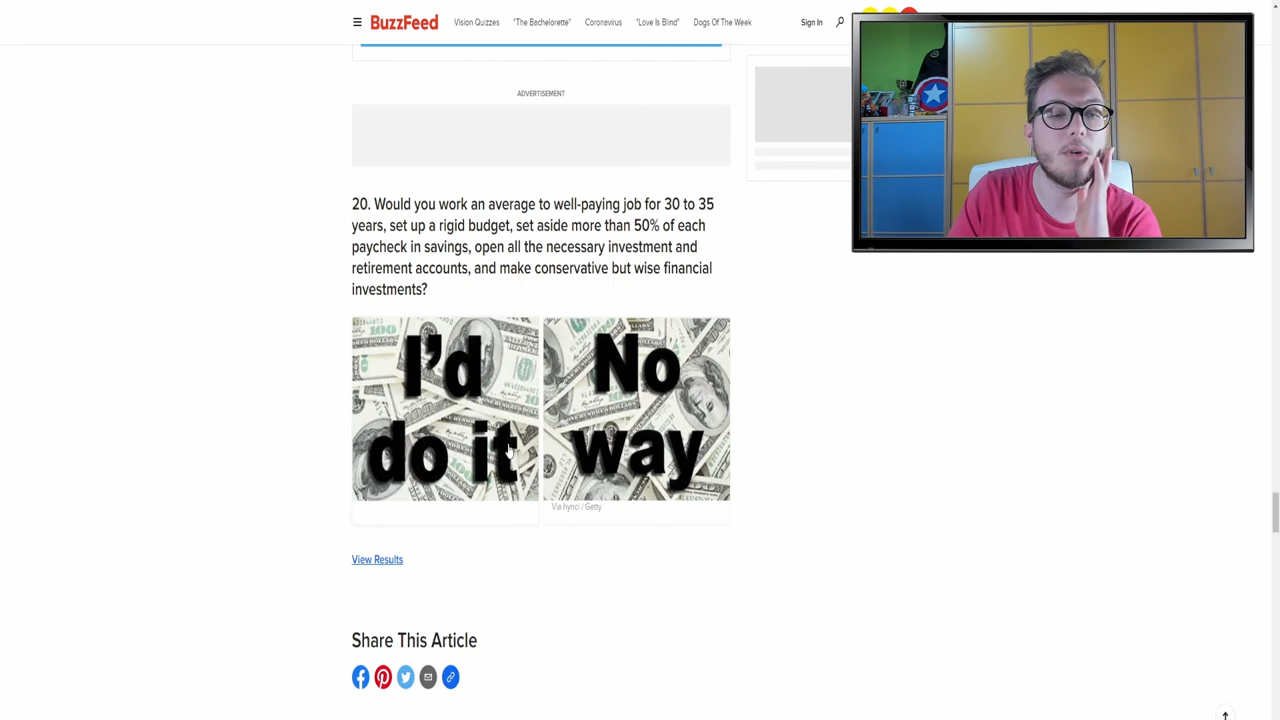 BuzzFeed
Vision Quizzes
"The Bachelorette"
Coronavirus
"Love Is Blind"
Dogs Of The Week
Sign In
ADVERTISEMENT
20. Would you work an average to well-paying job for 30 to 35
years, set up a rigid budget, set aside more than 50% of each
paycheck in savings, open all the necessary investment and
retirement accounts, and make conservative but wise financial
investments?
I'd
do it
No
way
Via hynci / Getty
View Results
Share This Article